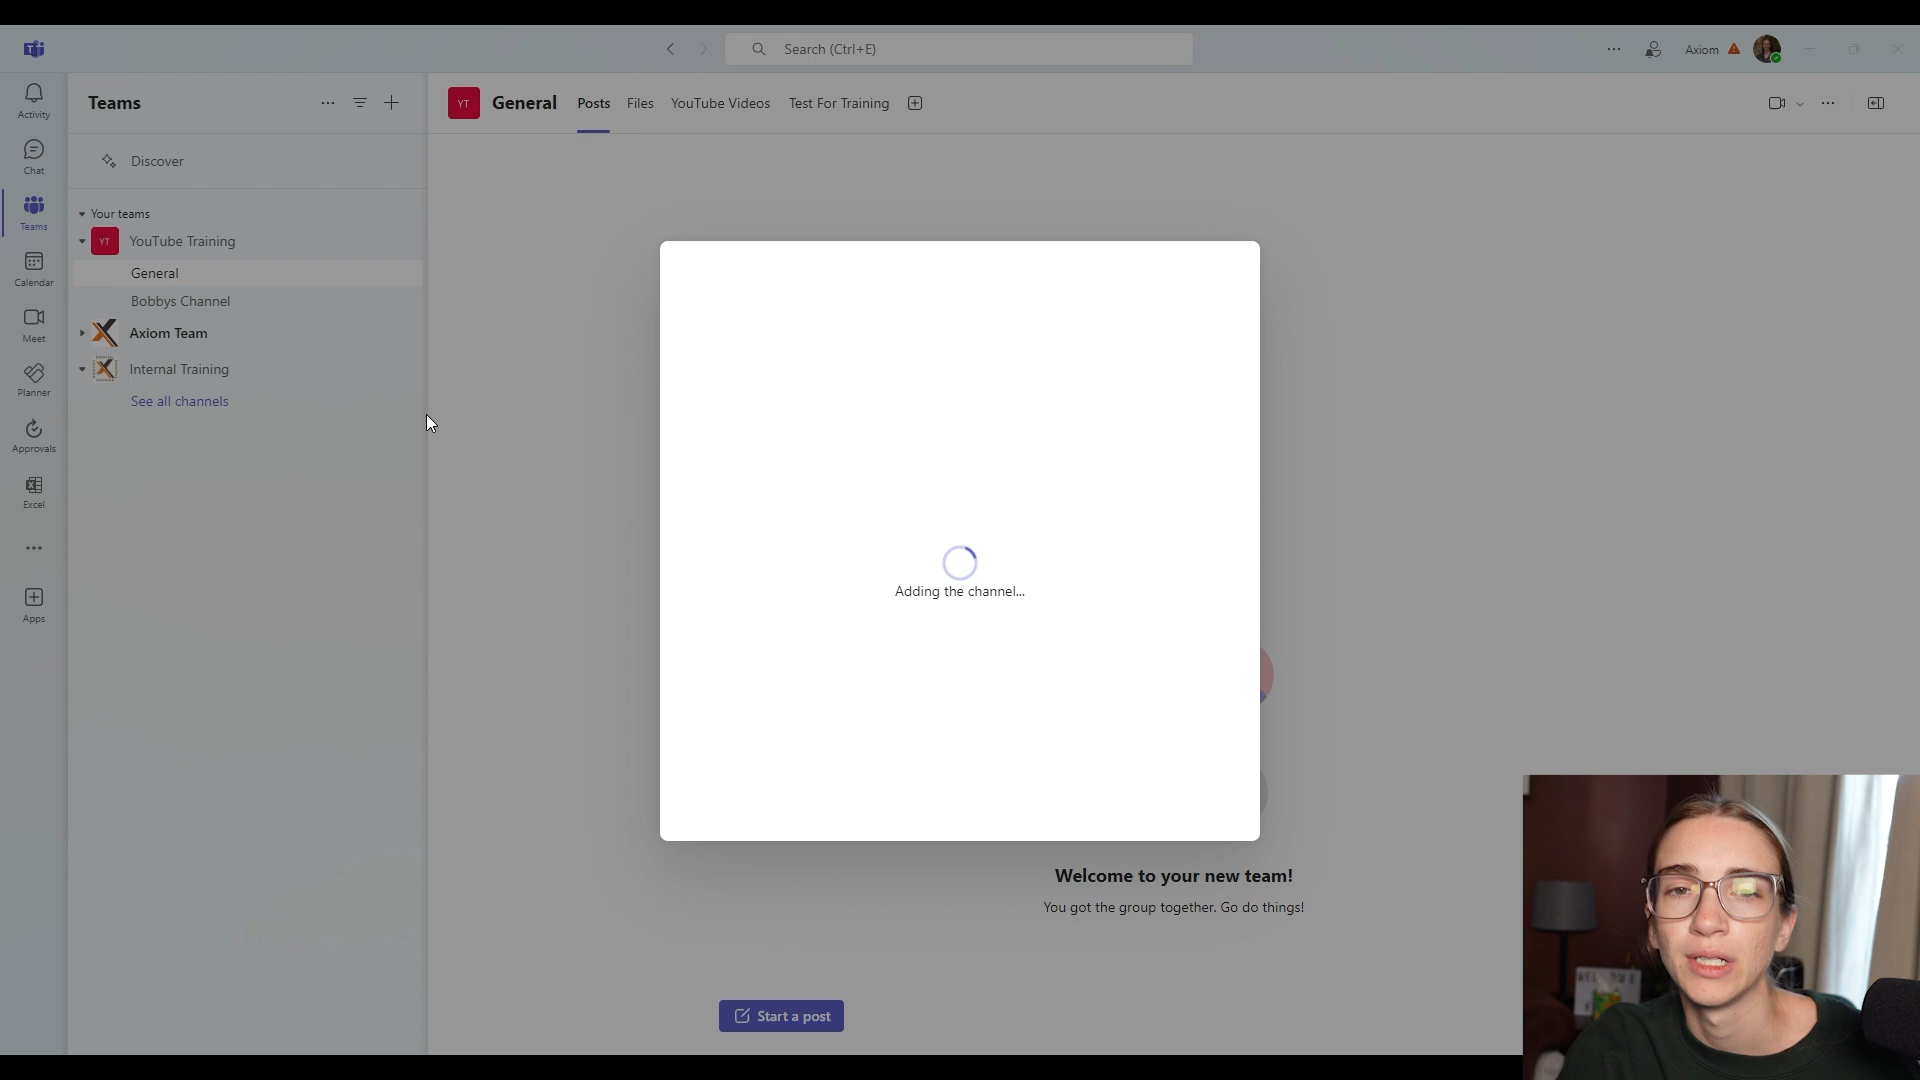 Search (Ctrl+E)
Axiom
Activity
Chat
Teams
Calendar
Meet
Planner
Approvals
Excel
Apps
Teams
Discover
Your teams
YT YouTube Training
General
Bobbys Channel
Axiom Team
Internal Training
See all channels
YT General Posts Files YouTube Videos Test For Training
Adding the channel...
Welcome to your new team!
You got the group together. Go do things!
Start a post